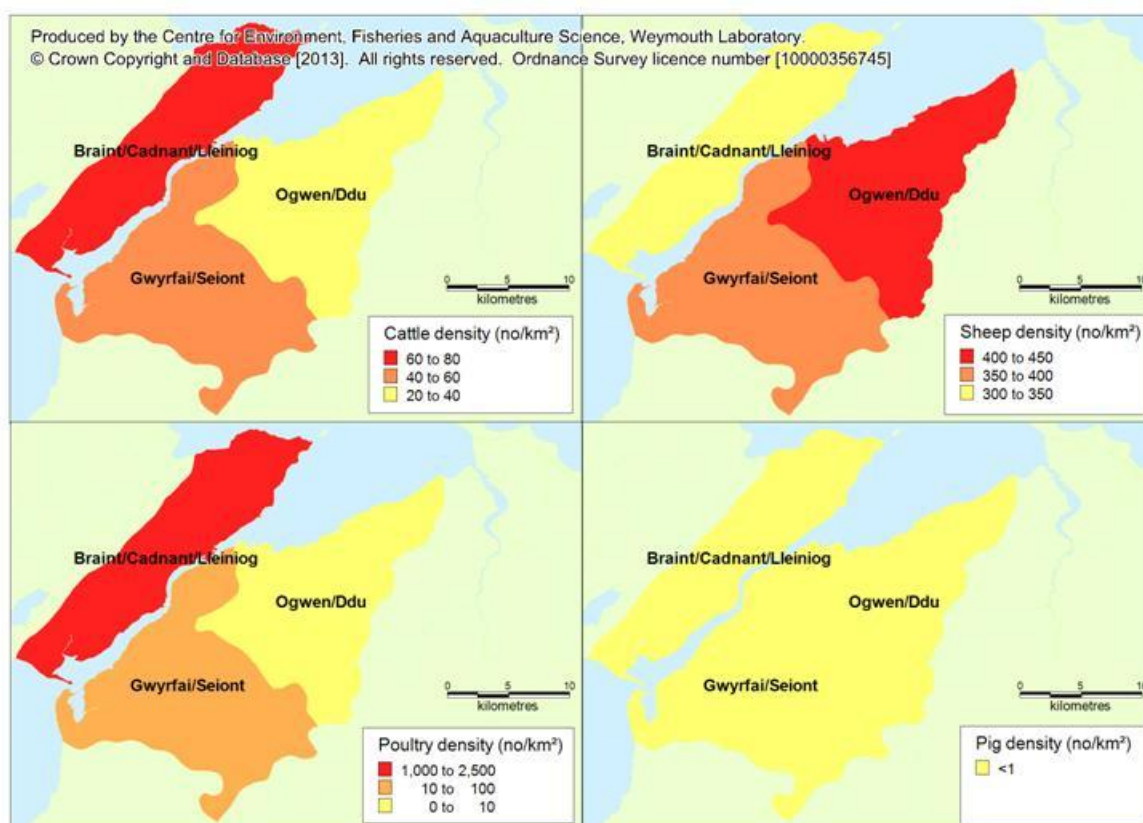 Produced by the Centre for Environment, Fisheries and Aquaculture Science, Weymouth Laboratory.
© Crown Copyright and Database [2013]. All rights reserved. Ordnance Survey licence number [10000356745]
Braint/Cadnant/Lleiniog
Ogwen/Ddu
Gwyrfai/Seiont
0 5 10
kilometres
Cattle density (no/km²)
60 to 80
40 to 60
20 to 40
Braint/Cadnant/Lleiniog
Ogwen/Ddu
Gwyrfai/Seiont
0 5 10
kilometres
Sheep density (no/km²)
400 to 450
350 to 400
300 to 350
Braint/Cadnant/Lleiniog
Ogwen/Ddu
Gwyrfai/Seiont
0 5 10
kilometres
Poultry density (no/km²)
1,000 to 2,500
10 to 100
0 to 10
Braint/Cadnant/Lleiniog
Ogwen/Ddu
Gwyrfai/Seiont
0 5 10
kilometres
Pig density (no/km²)
<1